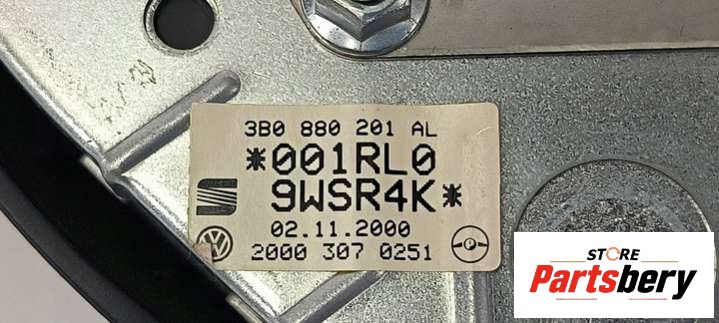 3B0 880 201 AL
*001RL0
9WSR4K*
02.11.2000
2000 307 0251
P
STORE
Partsbery